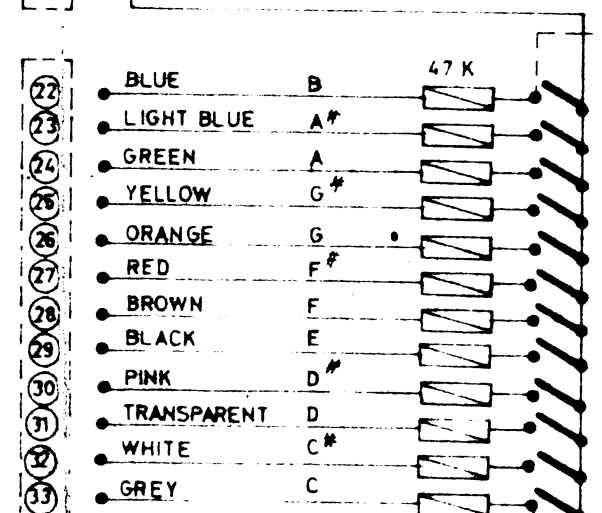 47 K
22 BLUE B
23 LIGHT BLUE A#
24 GREEN A
25 YELLOW G#
26 ORANGE G
27 RED F#
28 BROWN F
29 BLACK E
30 PINK D#
31 TRANSPARENT D
32 WHITE C#
33 GREY C